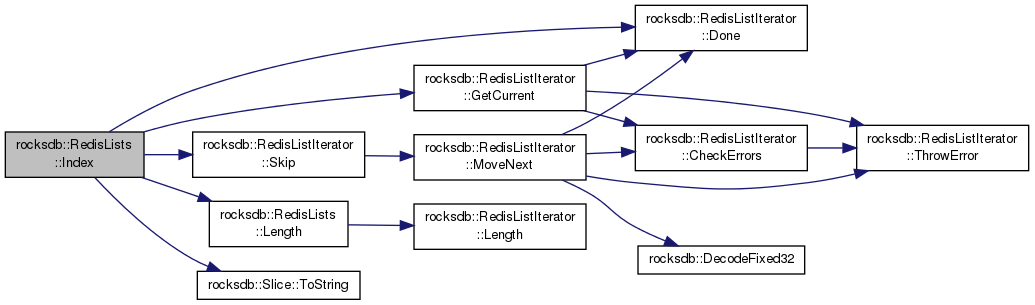 rocksdb::RedisLists
::Index
rocksdb::RedisListIterator
::Done
rocksdb::RedisListIterator
::GetCurrent
rocksdb::RedisListIterator
::Skip
rocksdb::RedisListIterator
::MoveNext
rocksdb::RedisListIterator
::CheckErrors
rocksdb::RedisListIterator
::ThrowError
rocksdb::RedisLists
::Length
rocksdb::RedisListIterator
::Length
rocksdb::DecodeFixed32
rocksdb::Slice::ToString